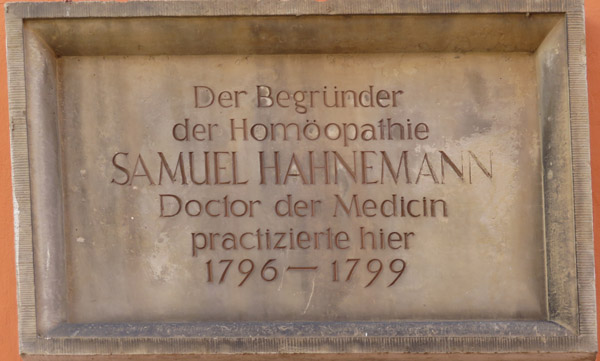 Der Begründer
der Homöopathie
SAMUEL HAHNEMANN
Doctor der Medicin
practizierte hier
1796 – 1799